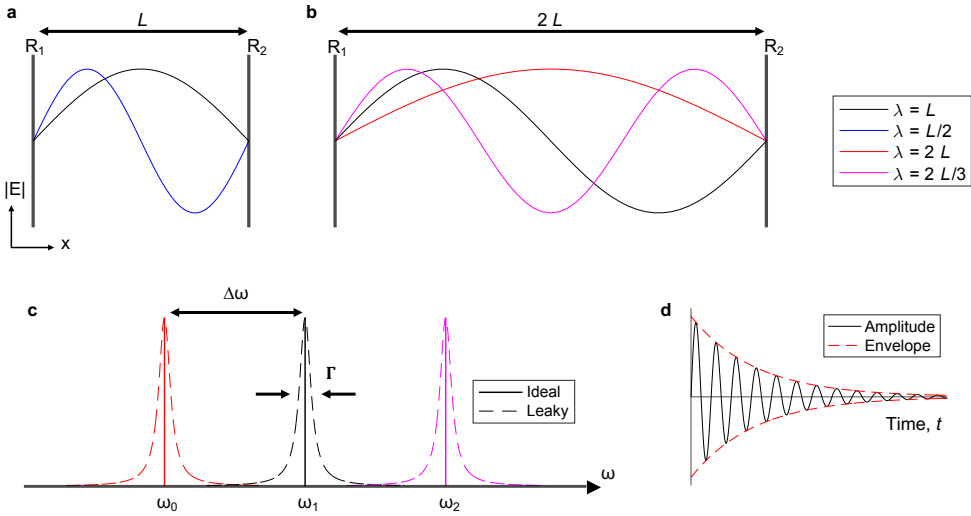 a
L
R1
R2
|E|
x
b
2 L
R1
R2
λ = L
λ = L/2
λ = 2 L
λ = 2 L/3
c
Δω
Γ
Ideal
Leaky
ω
ω0
ω1
ω2
d
Amplitude
Envelope
Time, t